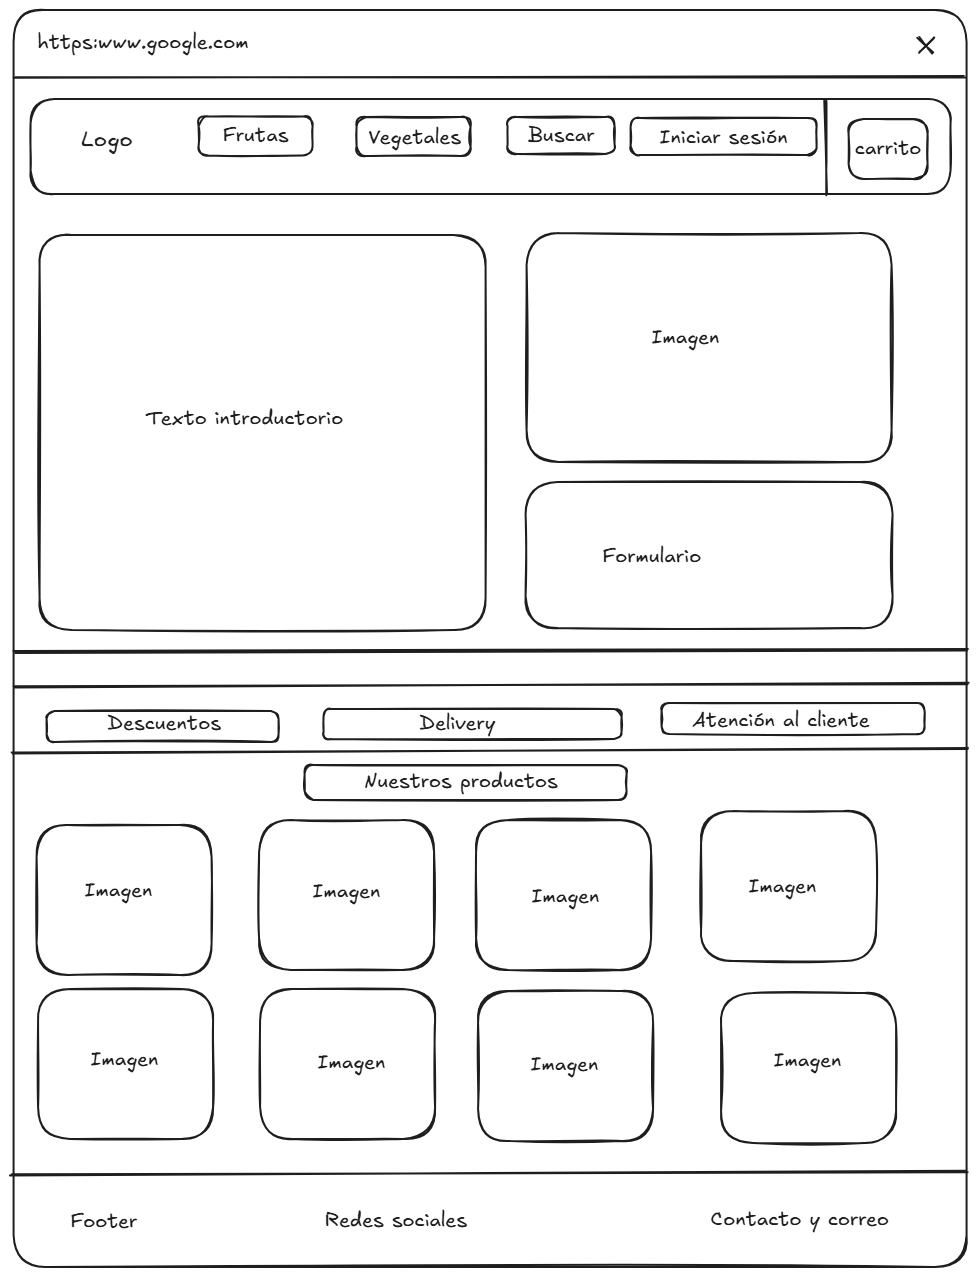 https:www.google.com
Logo
Frutas
Vegetales
Buscar
Iniciar sesión
carrito
Texto introductorio
Imagen
Formulario
Descuentos
Delivery
Atención al cliente
Nuestros productos
Imagen
Imagen
Imagen
Imagen
Imagen
Imagen
Imagen
Imagen
Footer
Redes sociales
Contacto y correo